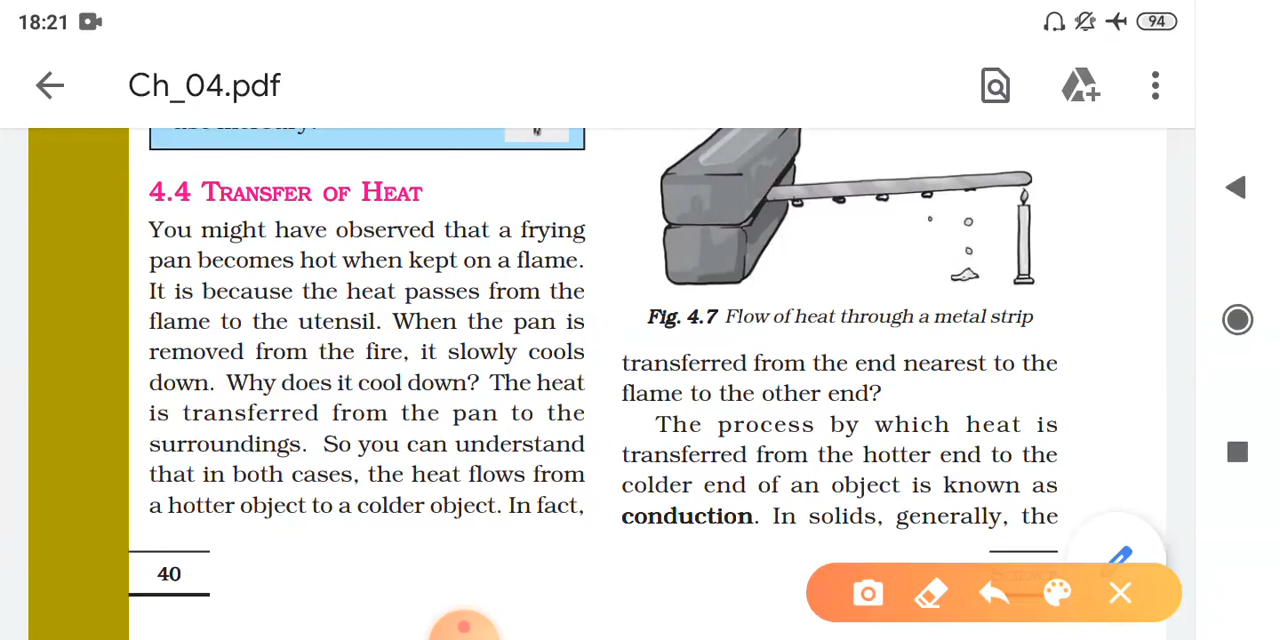 18:21
94
Ch_04.pdf
4.4 TRANSFER OF HEAT
You might have observed that a frying
pan becomes hot when kept on a flame.
It is because the heat passes from the
flame to the utensil. When the pan is
removed from the fire, it slowly cools
down. Why does it cool down? The heat
is transferred from the pan to the
surroundings. So you can understand
that in both cases, the heat flows from
a hotter object to a colder object. In fact,
40
Fig. 4.7 Flow of heat through a metal strip
transferred from the end nearest to the
flame to the other end?
The process by which heat is
transferred from the hotter end to the
colder end of an object is known as
conduction. In solids, generally, the